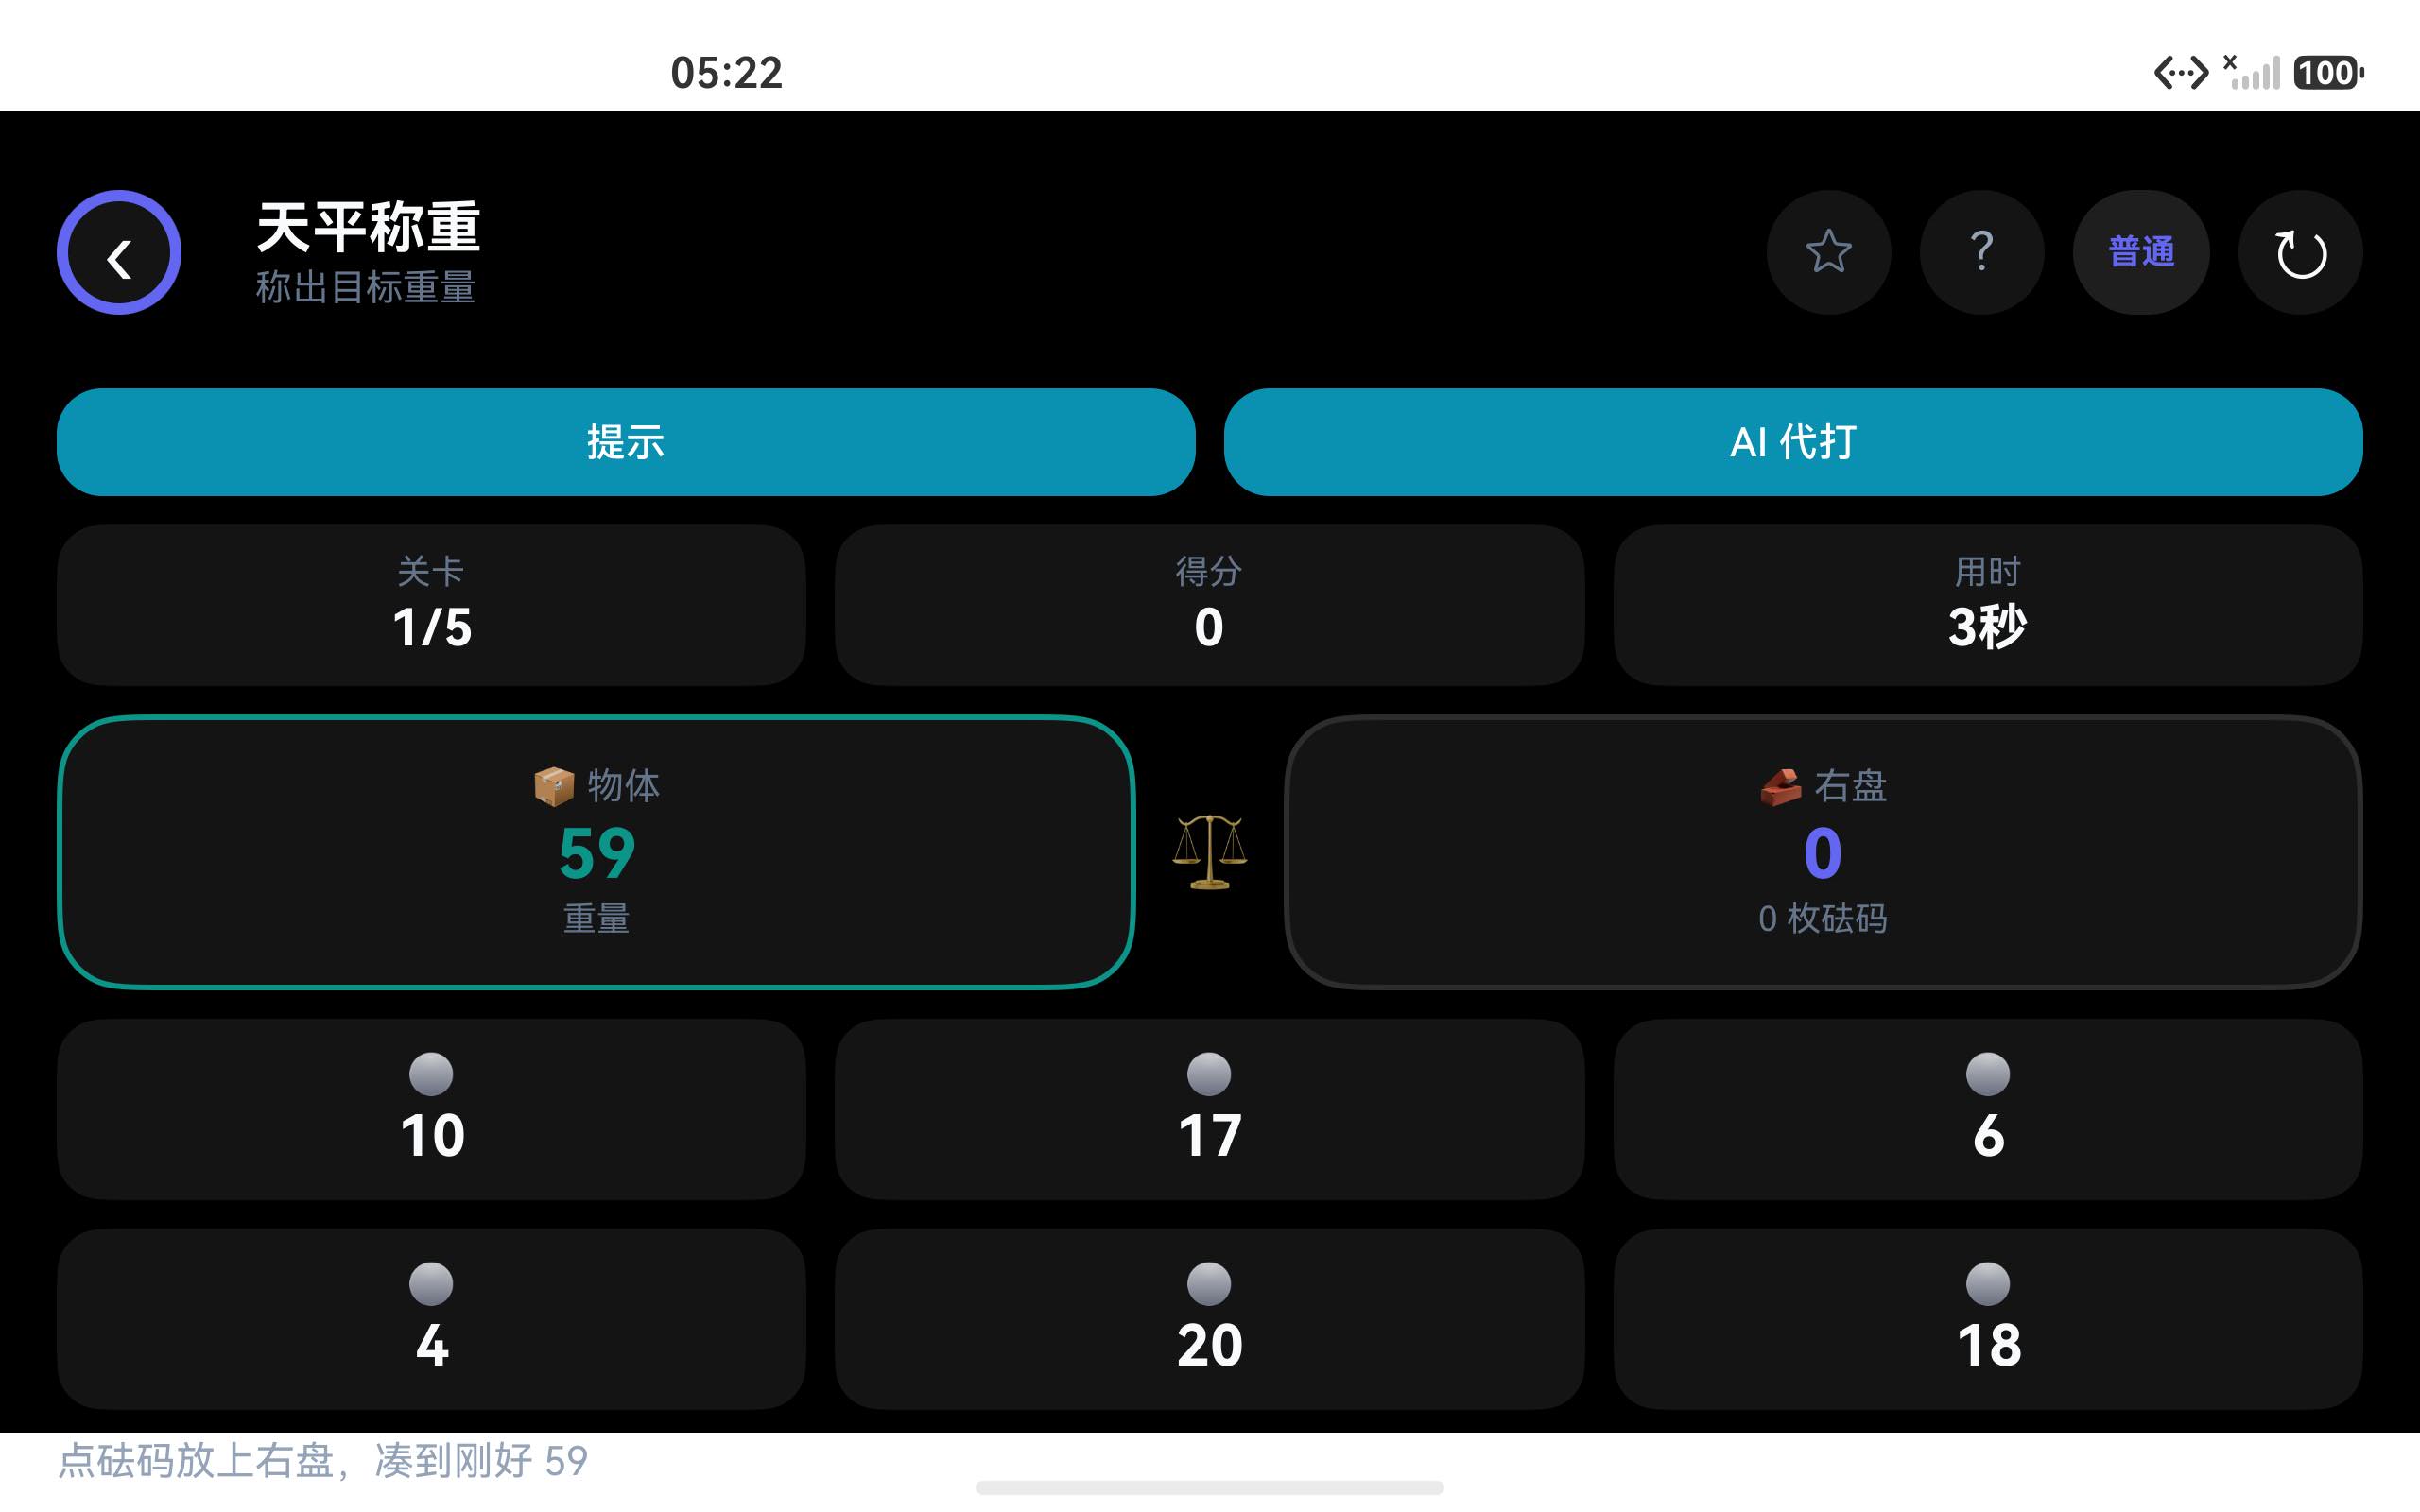 05:22
100
天平称重
称出目标重量
?
普通
提示
AI 代打
关卡
1/5
得分
0
用时
3秒
物体
59
重量
右盘
0
0 枚砝码
10
17
6
4
20
18
点砝码放上右盘，凑到刚好 59